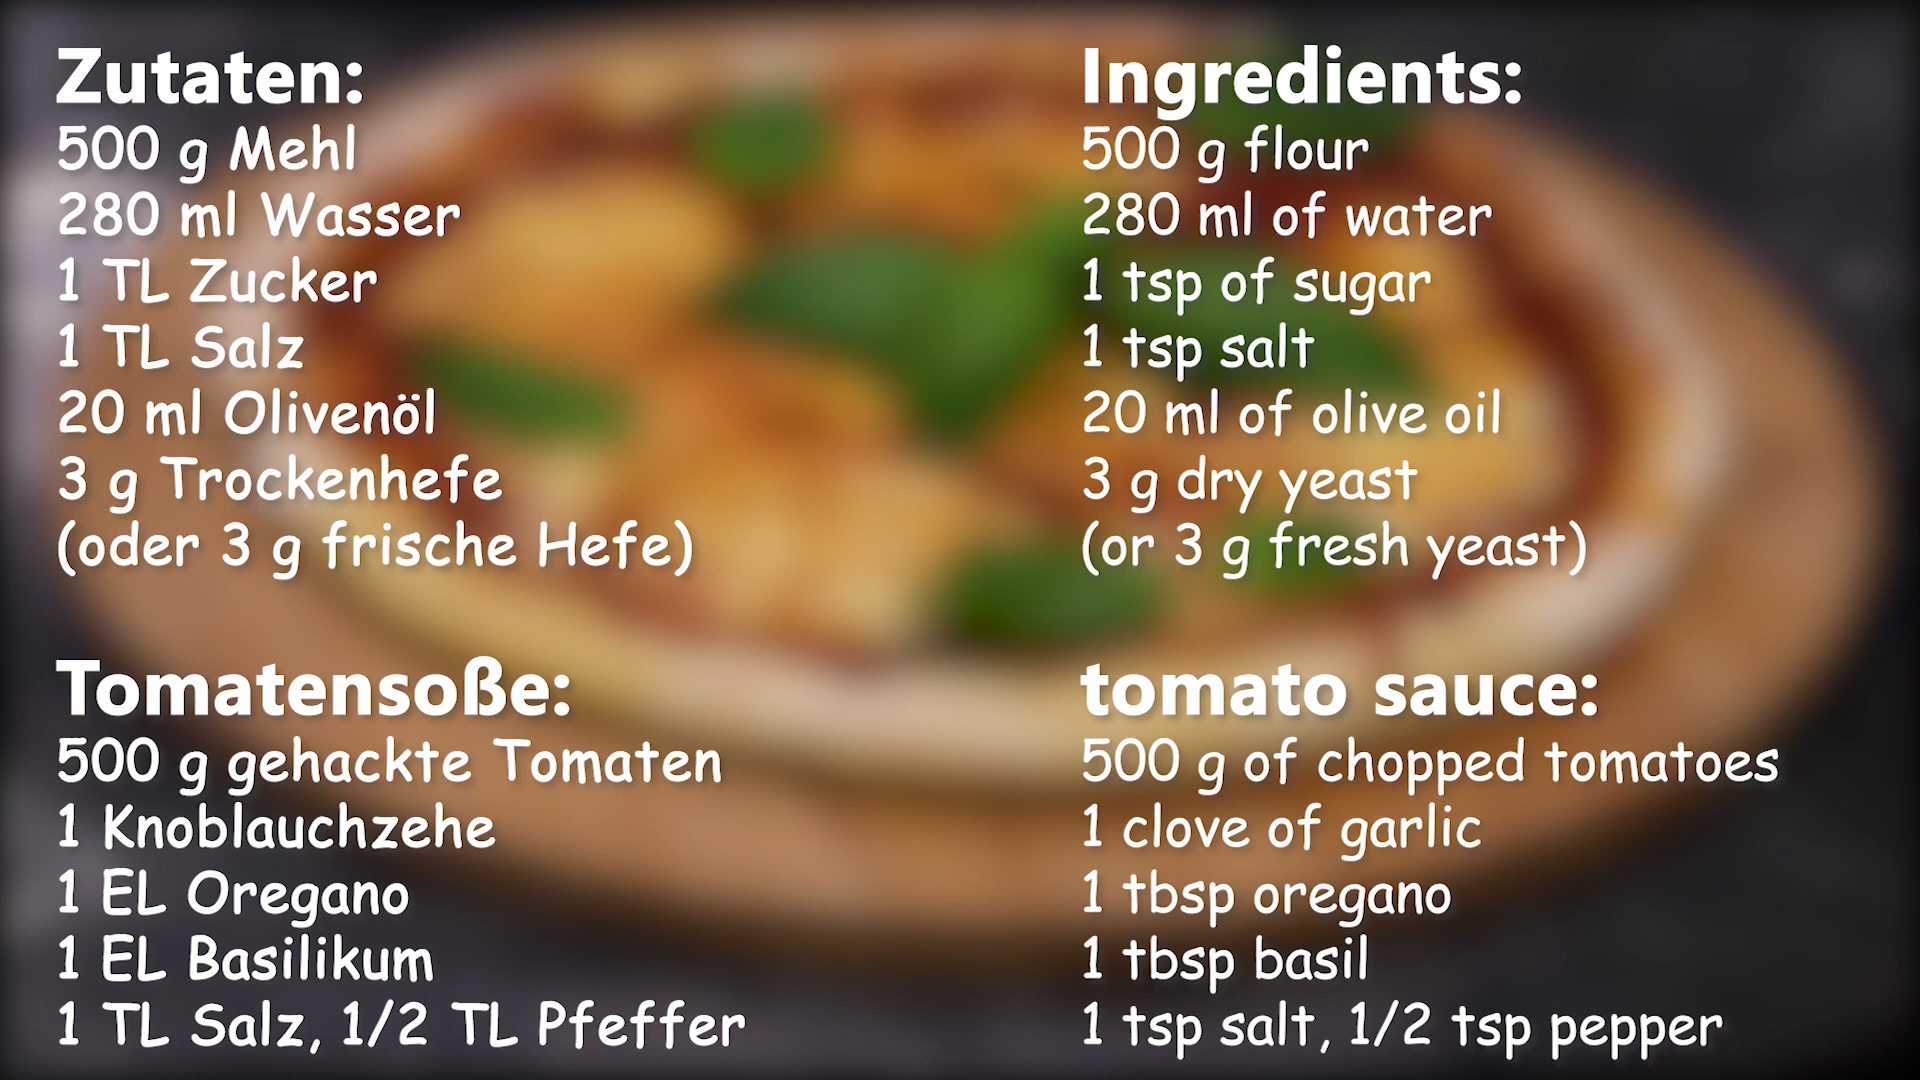 Zutaten:
500 g Mehl
280 ml Wasser
1 TL Zucker
1 TL Salz
20 ml Olivenöl
3 g Trockenhefe
(oder 3 g frische Hefe)
Tomatensoße:
500 g gehackte Tomaten
1 Knoblauchzehe
1 EL Oregano
1 EL Basilikum
1 TL Salz, 1/2 TL Pfeffer
Ingredients:
500 g flour
280 ml of water
1 tsp of sugar
1 tsp salt
20 ml of olive oil
3 g dry yeast
(or 3 g fresh yeast)
tomato sauce:
500 g of chopped tomatoes
1 clove of garlic
1 tbsp oregano
1 tbsp basil
1 tsp salt, 1/2 tsp pepper